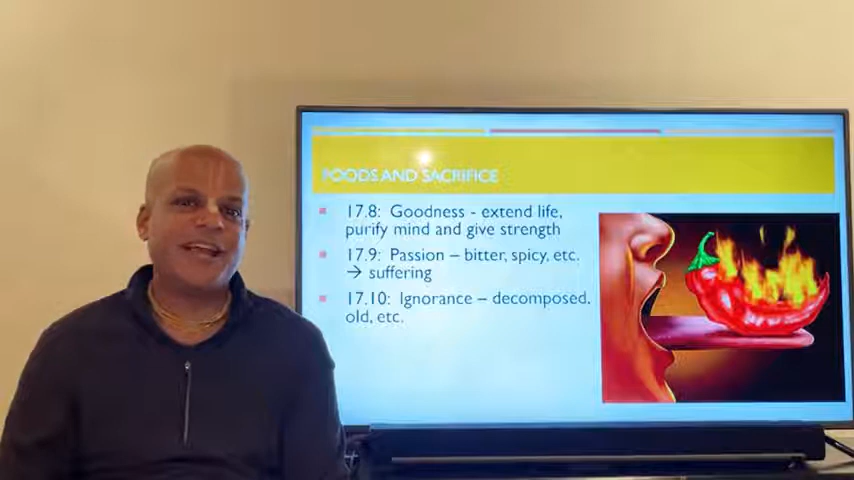 FOODS AND SACRIFICE
17.8: Goodness - extend life,
purify mind and give strength
17.9: Passion – bitter, spicy, etc.
→ suffering
17.10: Ignorance – decomposed,
old, etc.